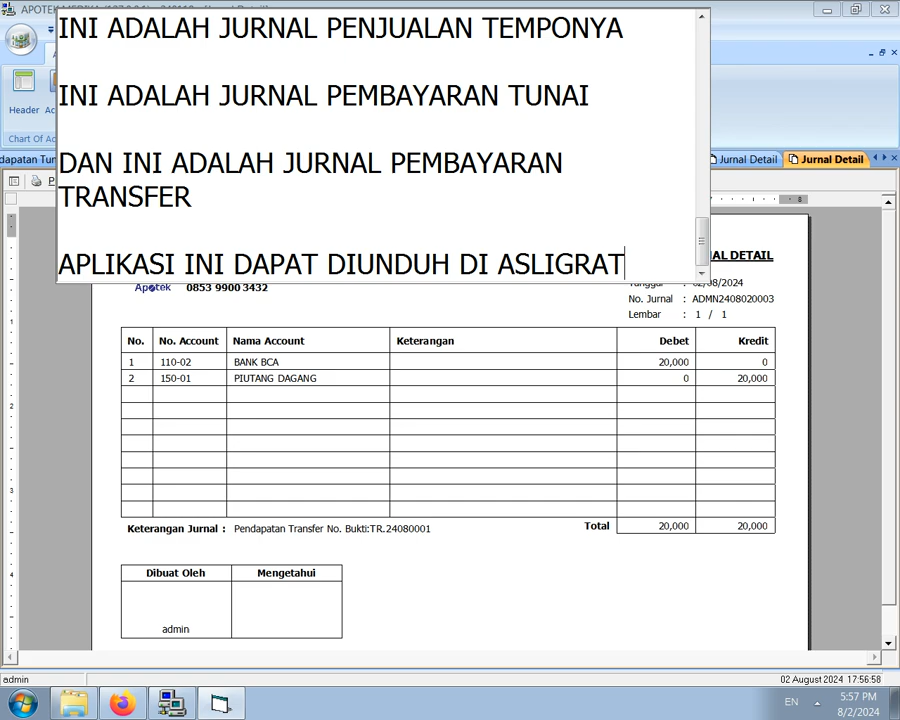 INI ADALAH JURNAL PENJUALAN TEMPONYA
INI ADALAH JURNAL PEMBAYARAN TUNAI
DAN INI ADALAH JURNAL PEMBAYARAN
TRANSFER
APLIKASI INI DAPAT DIUNDUH DI ASLIGRAT
Header
Chart Of Ac
dapatan Tun
Jurnal Detail
Jurnal Detail
8
AL DETAIL
Apotek 0853 9900 3432
: 02/08/2024
No. Jurnal : ADMN2408020003
Lembar : 1 / 1
No. No. Account Nama Account Keterangan Debet Kredit
1 110-02 BANK BCA 20,000 0
2 150-01 PIUTANG DAGANG 0 20,000
Keterangan Jurnal : Pendapatan Transfer No. Bukti:TR.24080001 Total 20,000 20,000
Dibuat Oleh Mengetahui
admin
admin 02 August 2024 17:56:58
EN 5:57 PM
8/2/2024